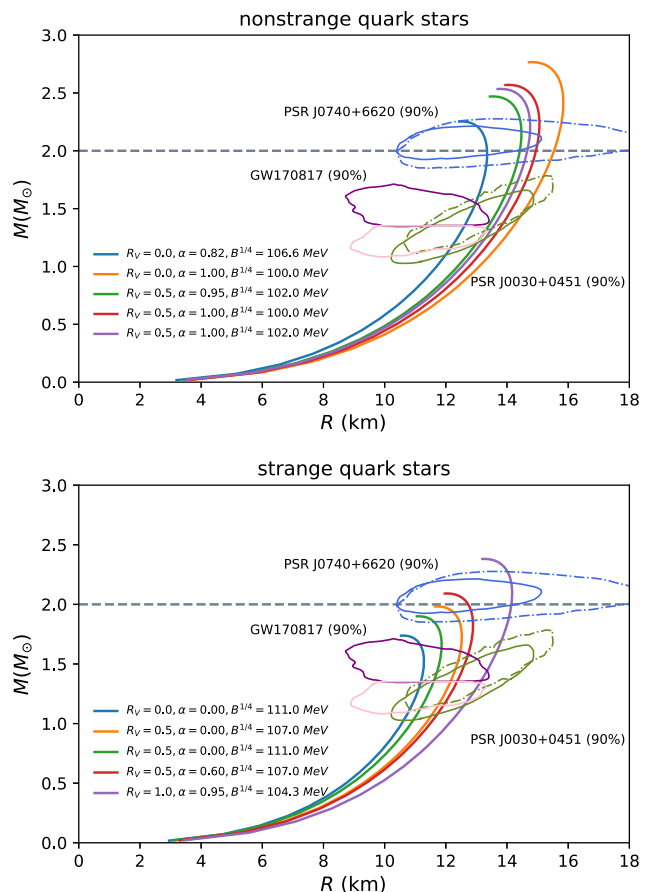 nonstrange quark stars
3.0
2.5
2.0
1.5
1.0
0.5
0.0
M(M⊙)
PSR J0740+6620 (90%)
GW170817 (90%)
PSR J0030+0451 (90%)
R_V = 0.0, α = 0.82, B^{1/4} = 106.6 MeV
R_V = 0.0, α = 1.00, B^{1/4} = 100.0 MeV
R_V = 0.5, α = 0.95, B^{1/4} = 102.0 MeV
R_V = 0.5, α = 1.00, B^{1/4} = 100.0 MeV
R_V = 0.5, α = 1.00, B^{1/4} = 102.0 MeV
0 2 4 6 8 10 12 14 16 18
R (km)
strange quark stars
3.0
2.5
2.0
1.5
1.0
0.5
0.0
M(M⊙)
PSR J0740+6620 (90%)
GW170817 (90%)
PSR J0030+0451 (90%)
R_V = 0.0, α = 0.00, B^{1/4} = 111.0 MeV
R_V = 0.5, α = 0.00, B^{1/4} = 107.0 MeV
R_V = 0.5, α = 0.00, B^{1/4} = 111.0 MeV
R_V = 0.5, α = 0.60, B^{1/4} = 107.0 MeV
R_V = 1.0, α = 0.95, B^{1/4} = 104.3 MeV
0 2 4 6 8 10 12 14 16 18
R (km)